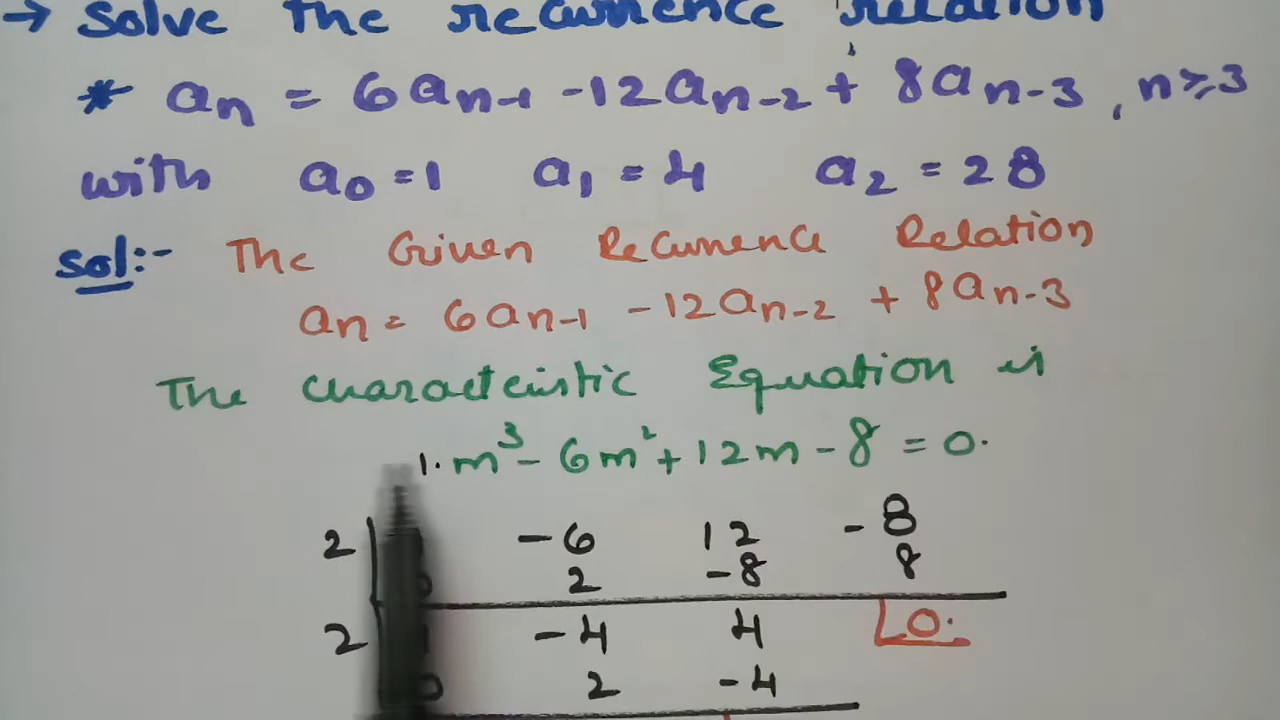 → Solve the recurrence relation
* an = 6an-1 -12an-2 + 8an-3, n≥3
with a0=1 a1=4 a2=28
Sol:- The Given Recurrence Relation
an= 6an-1 -12an-2 + 8an-3
The characteristic Equation is
1. m³- 6m²+12m-8=0.
2 -6 12 -8
2 -8 8
2 -4 4 0.
0 2 -4